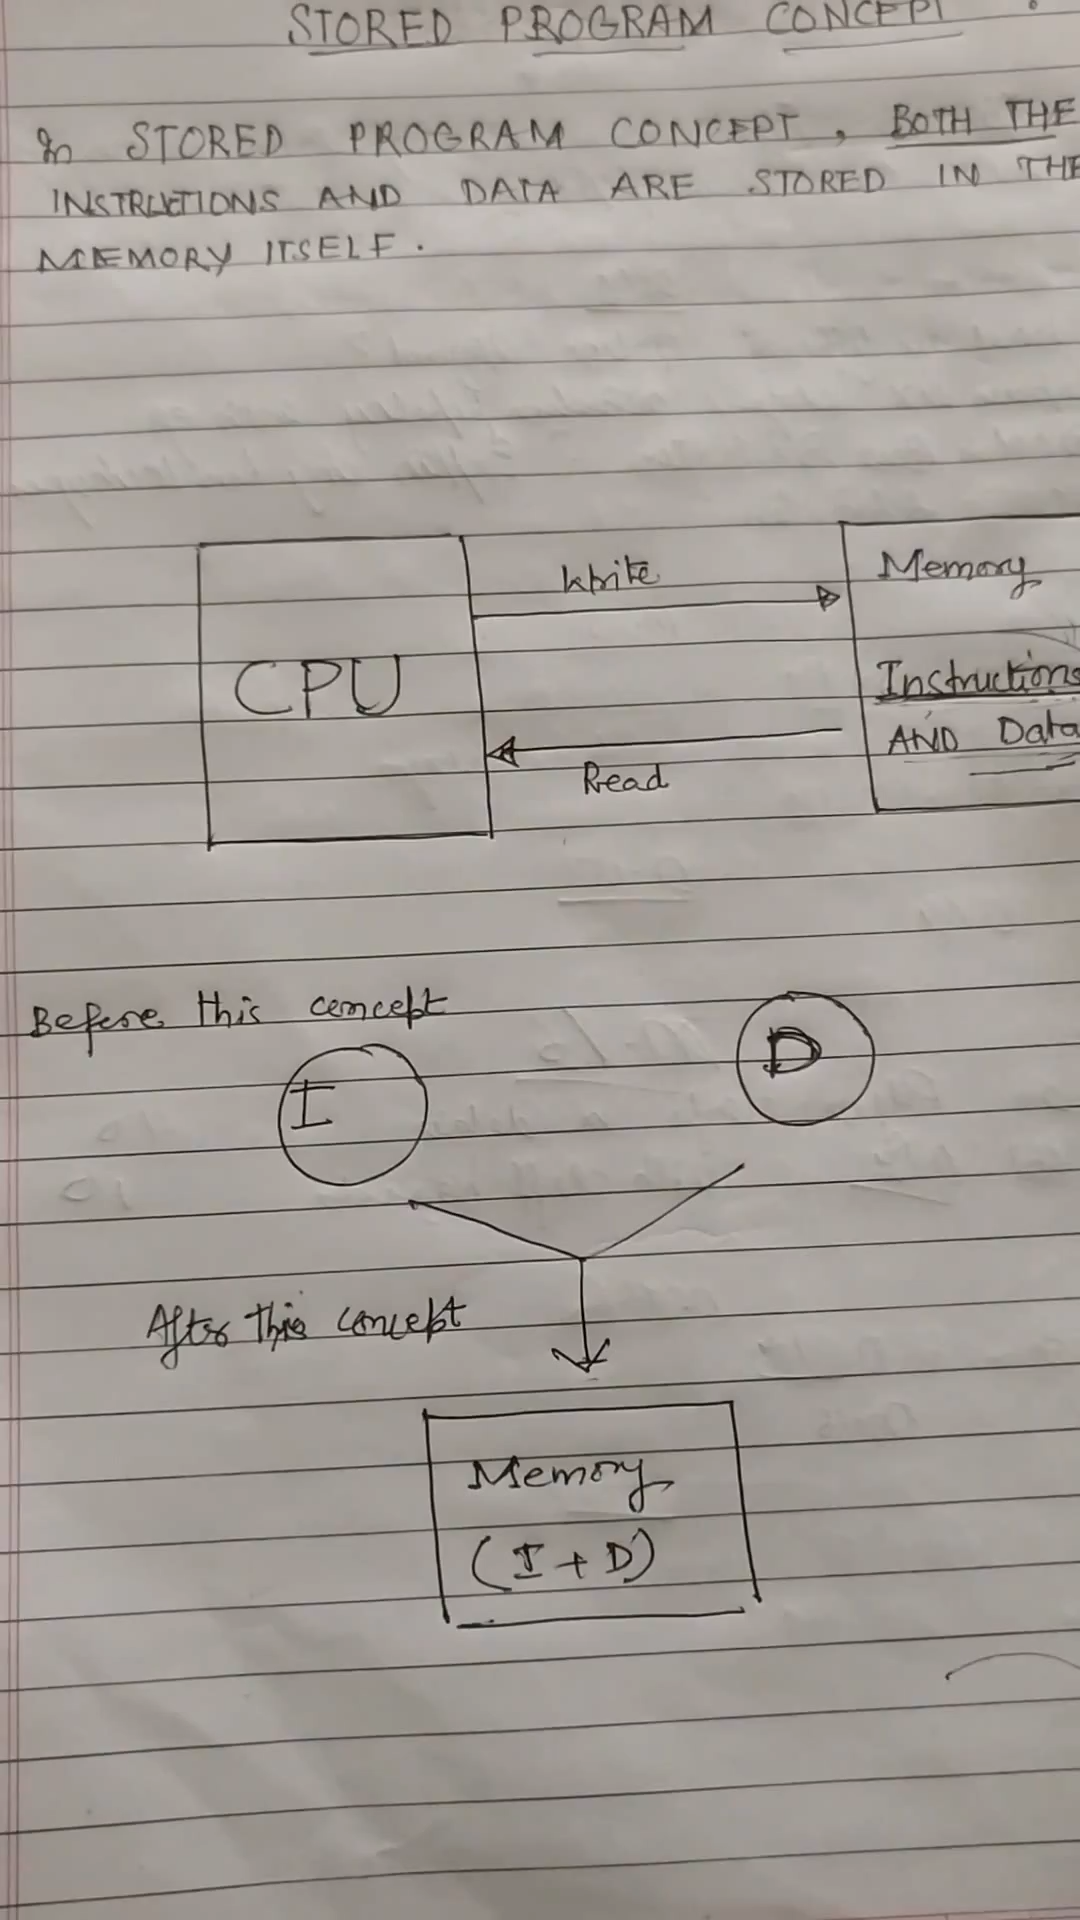 STORED PROGRAM CONCEPT :
In STORED PROGRAM CONCEPT, BOTH THE
INSTRUCTIONS AND DATA ARE STORED IN THE
MEMORY ITSELF.
Write
Memory
CPU
Instructions
AND Data
Read
Before this concept
I
D
After this concept
Memory
(I + D)